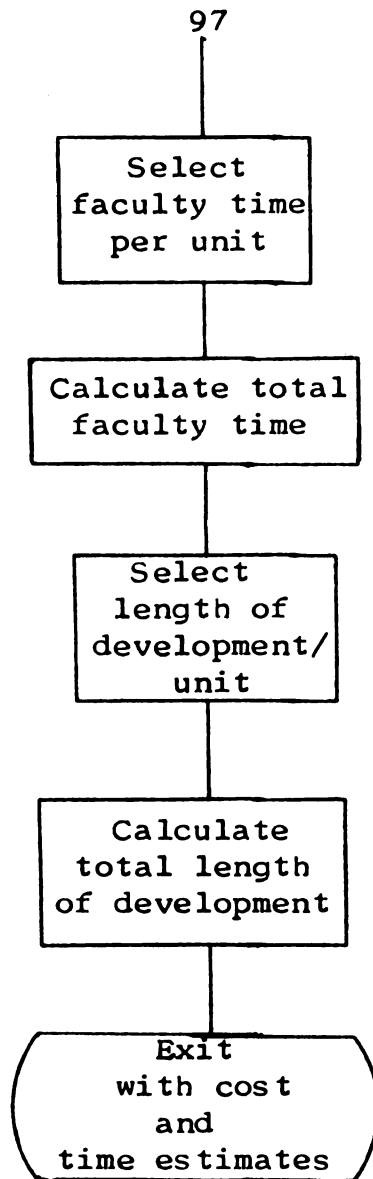 97
Select
faculty time
per unit
Calculate total
faculty time
Select
length of
development/
unit
Calculate
total length
of development
Exit
with cost
and
time estimates